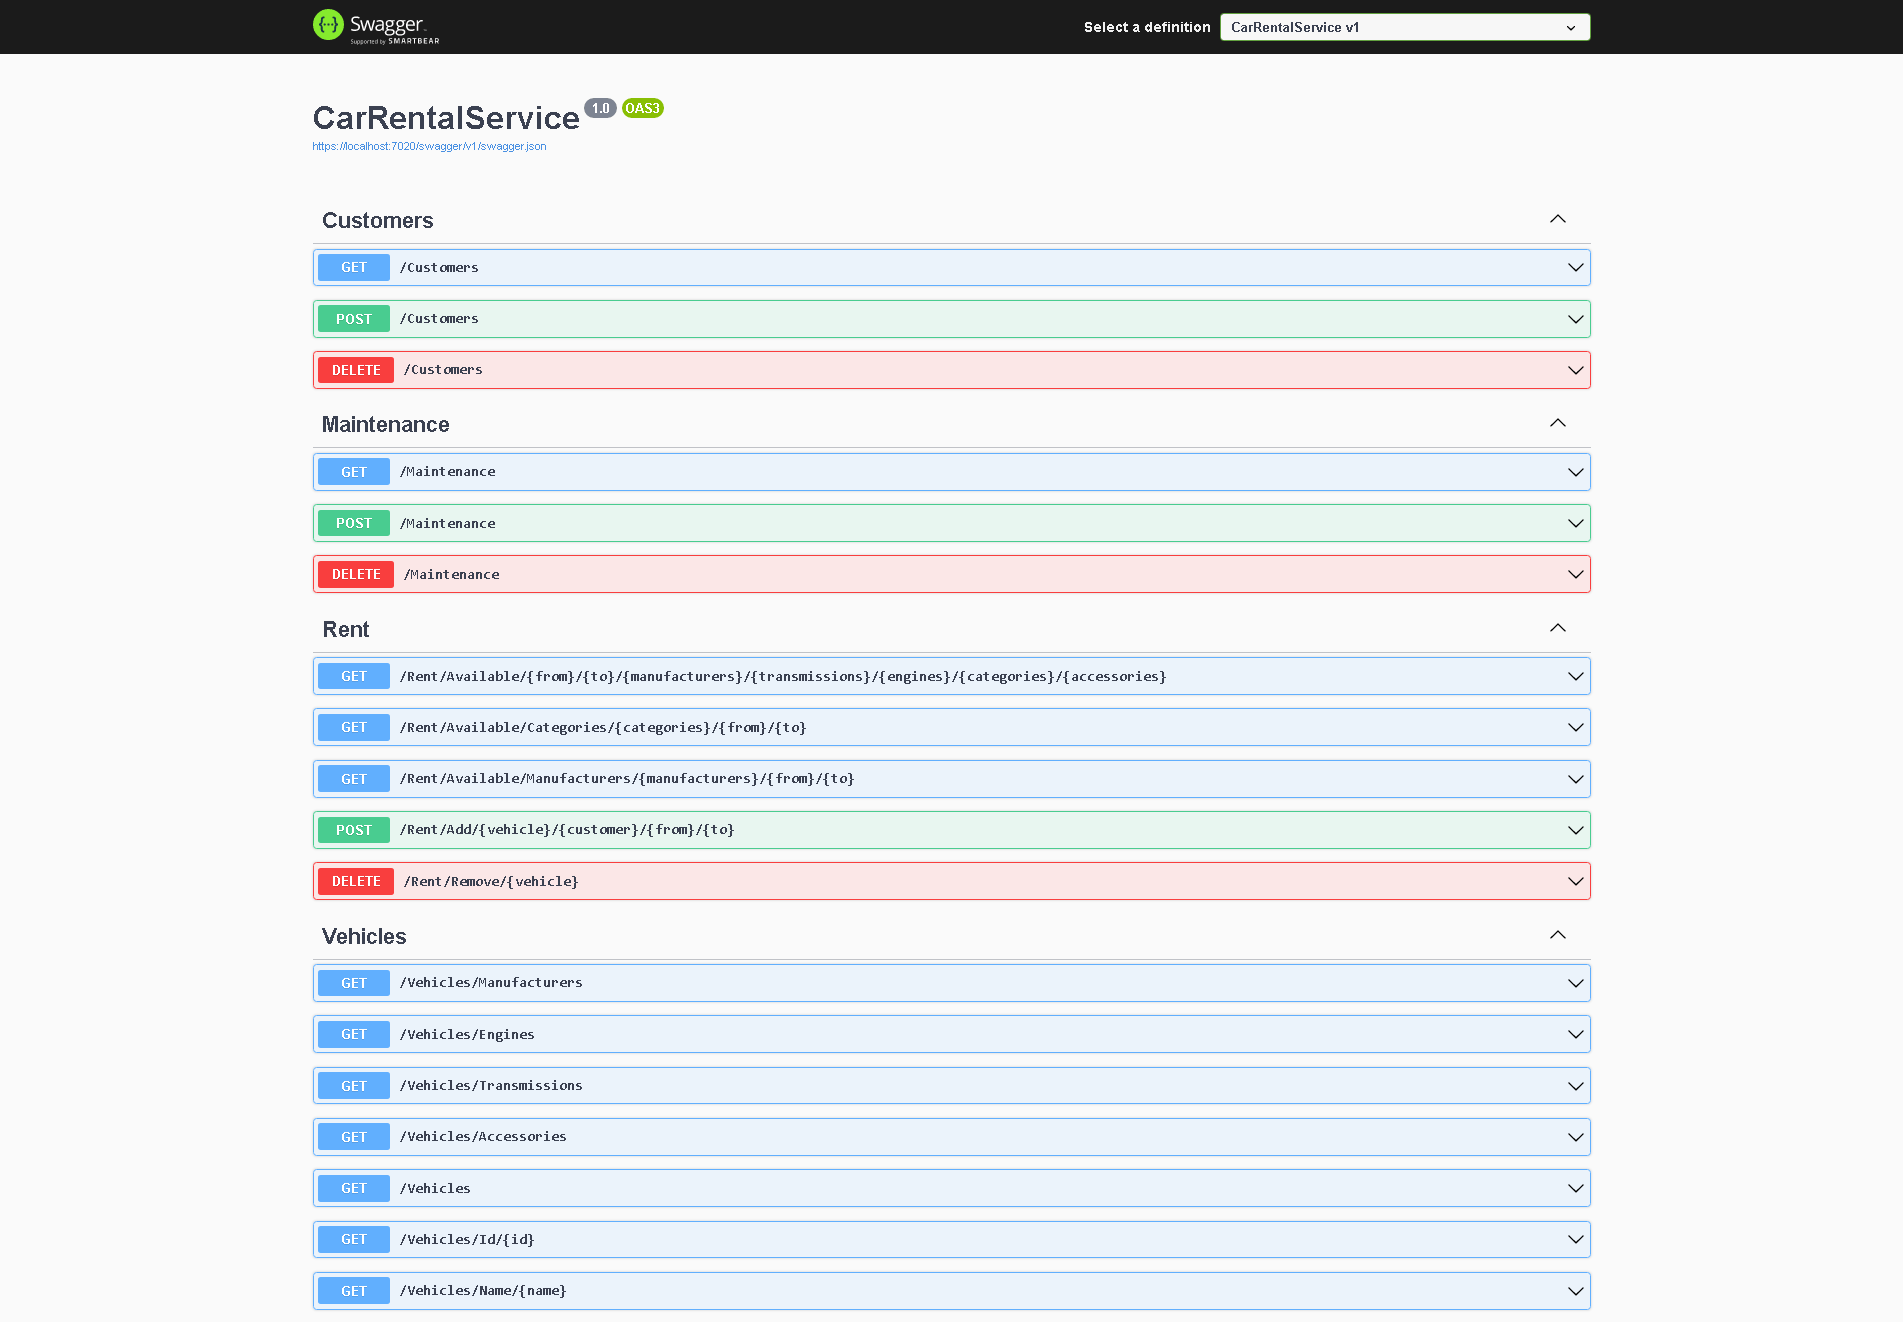 Swagger
Supported by SMARTBEAR
Select a definition
CarRentalService v1
CarRentalService 1.0 OAS3
https://localhost:7020/swagger/v1/swagger.json
Customers
GET /Customers
POST /Customers
DELETE /Customers
Maintenance
GET /Maintenance
POST /Maintenance
DELETE /Maintenance
Rent
GET /Rent/Available/{from}/{to}/{manufacturers}/{transmissions}/{engines}/{categories}/{accessories}
GET /Rent/Available/Categories/{categories}/{from}/{to}
GET /Rent/Available/Manufacturers/{manufacturers}/{from}/{to}
POST /Rent/Add/{vehicle}/{customer}/{from}/{to}
DELETE /Rent/Remove/{vehicle}
Vehicles
GET /Vehicles/Manufacturers
GET /Vehicles/Engines
GET /Vehicles/Transmissions
GET /Vehicles/Accessories
GET /Vehicles
GET /Vehicles/Id/{id}
GET /Vehicles/Name/{name}